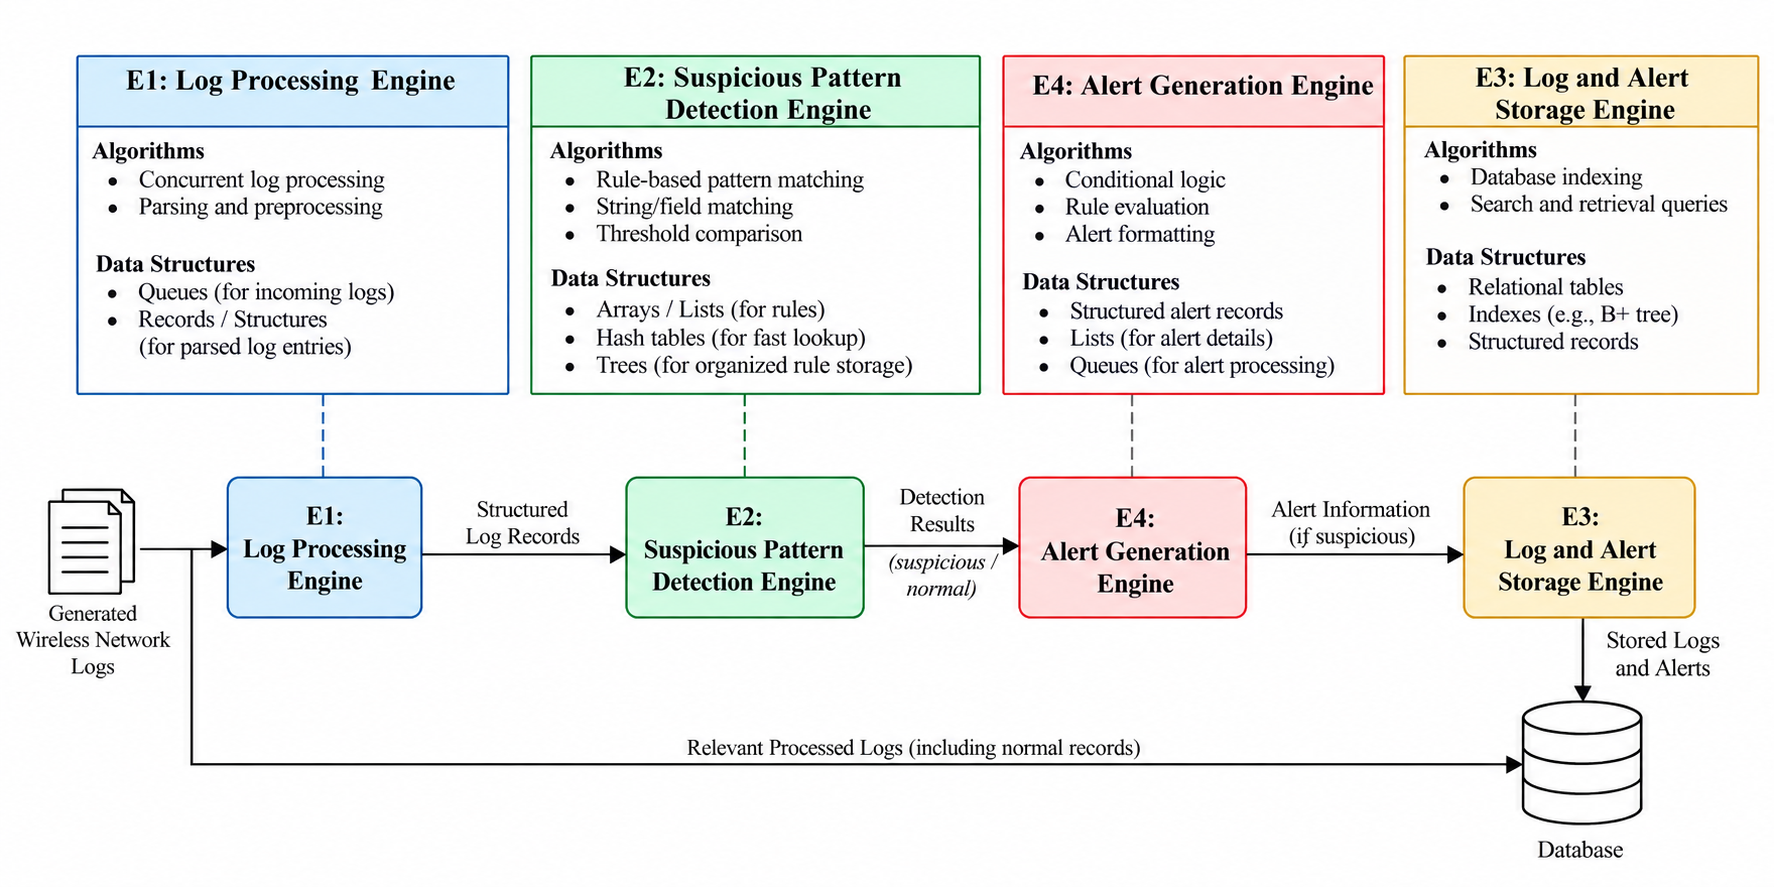 E1: Log Processing Engine
Algorithms
• Concurrent log processing
• Parsing and preprocessing
Data Structures
• Queues (for incoming logs)
• Records / Structures
(for parsed log entries)
E2: Suspicious Pattern
Detection Engine
Algorithms
• Rule-based pattern matching
• String/field matching
• Threshold comparison
Data Structures
• Arrays / Lists (for rules)
• Hash tables (for fast lookup)
• Trees (for organized rule storage)
E4: Alert Generation Engine
Algorithms
• Conditional logic
• Rule evaluation
• Alert formatting
Data Structures
• Structured alert records
• Lists (for alert details)
• Queues (for alert processing)
E3: Log and Alert
Storage Engine
Algorithms
• Database indexing
• Search and retrieval queries
Data Structures
• Relational tables
• Indexes (e.g., B+ tree)
• Structured records
Generated
Wireless Network
Logs
E1:
Log Processing
Engine
Structured
Log Records
E2:
Suspicious Pattern
Detection Engine
Detection
Results
(suspicious /
normal)
E4:
Alert Generation
Engine
Alert Information
(if suspicious)
E3:
Log and Alert
Storage Engine
Stored Logs
and Alerts
Relevant Processed Logs (including normal records)
Database